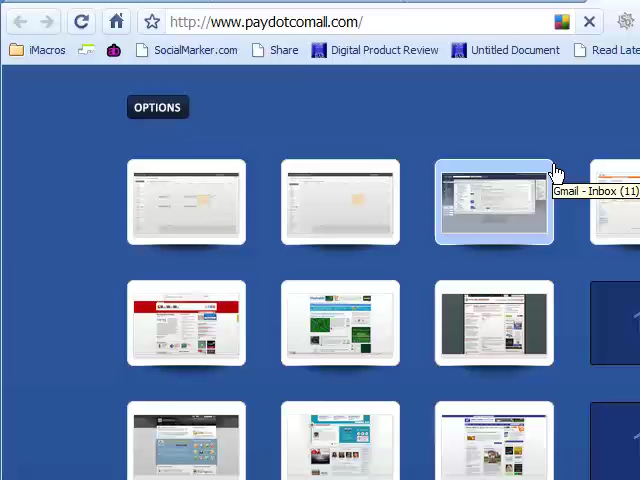 http://www.paydotcomall.com/
iMacros
ab
SocialMarker.com
Share
Digital Product Review
Untitled Document
Read Late
OPTIONS
Gmail - Inbox (11)